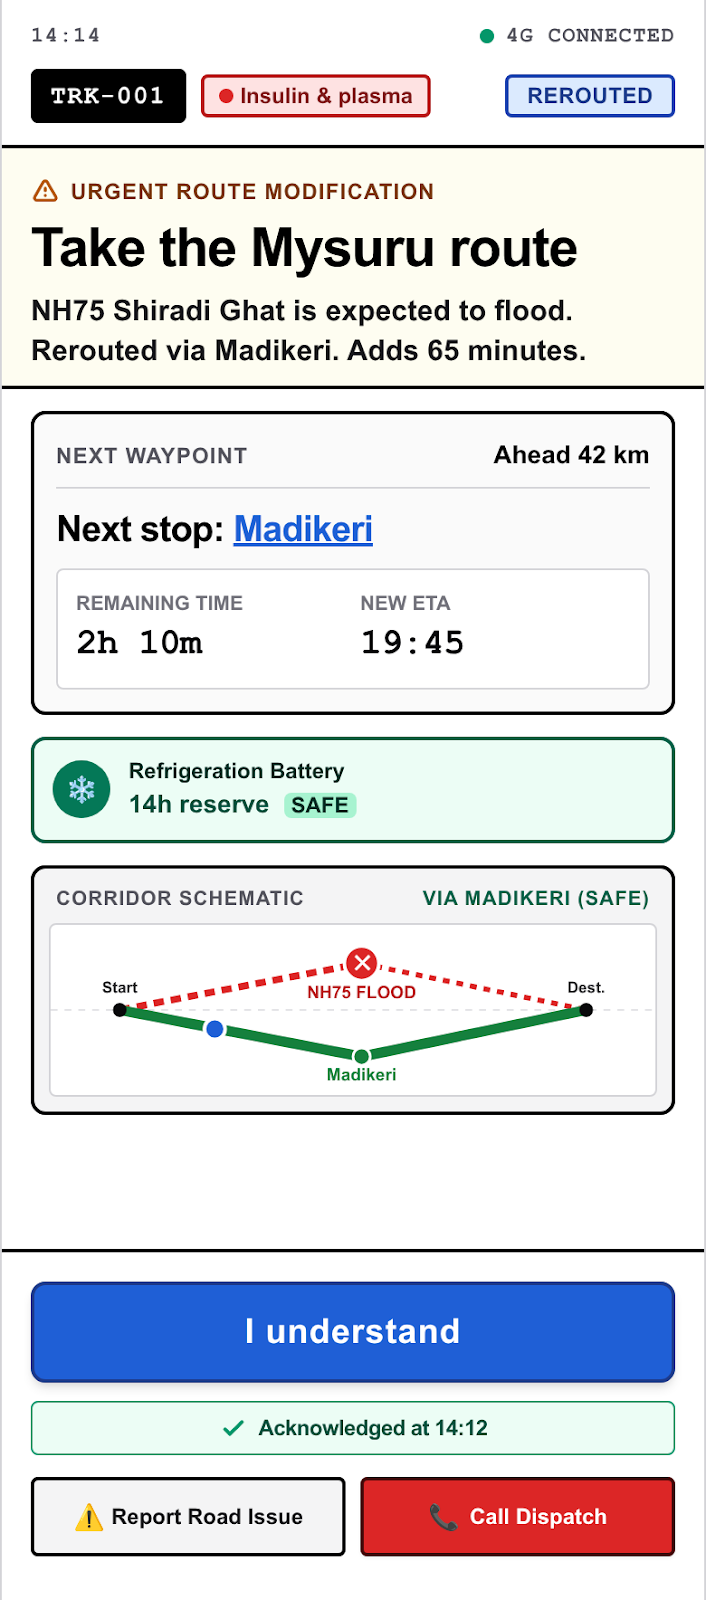 14:14
4G CONNECTED
TRK-001
Insulin & plasma
REROUTED
URGENT ROUTE MODIFICATION
Take the Mysuru route
NH75 Shiradi Ghat is expected to flood.
Rerouted via Madikeri. Adds 65 minutes.
NEXT WAYPOINT
Ahead 42 km
Next stop: Madikeri
REMAINING TIME
NEW ETA
2h 10m
19:45
Refrigeration Battery
14h reserve SAFE
CORRIDOR SCHEMATIC
VIA MADIKERI (SAFE)
Start
NH75 FLOOD
Dest.
Madikeri
I understand
Acknowledged at 14:12
Report Road Issue
Call Dispatch